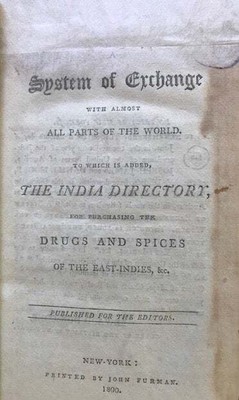 A
System of Exchange
WITH ALMOST
ALL PARTS OF THE WORLD.
TO WHICH IS ADDED,
THE INDIA DIRECTORY,
FOR PURCHASING THE
DRUGS AND SPICES
OF THE EAST-INDIES, &c.
PUBLISHED FOR THE EDITORS.
NEW-YORK:
PRINTED BY JOHN FURMAN.
1800.